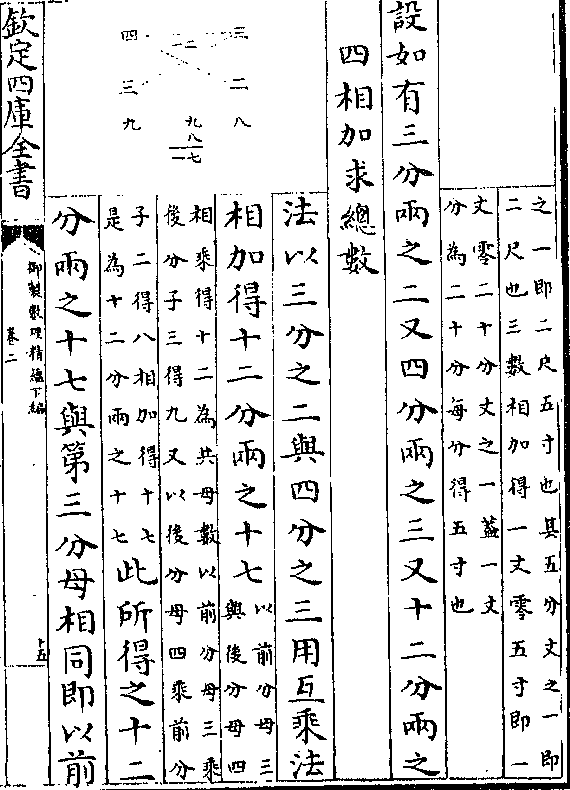 之一即二尺五寸也其五分丈之一即
二尺也三數相加得一丈零五寸即一
丈零二十分丈之一葢一丈
分為二十分每分得五寸也
設如有三分兩之二又四分兩之三又十二分兩之
四相加求總數
法以三分之二與四分之三用互乘法
相加得十二分兩之十七以前分母三
與後分母四
相乘得十二為共母數以前分母三乘
後分子三得九又以後分母四乘前分
子二得八相加得十七
是為十二分兩之十七此所得之十二
分兩之十七與第三分母相同即以前
三 二 八
十二
九 八 一七
四 三 九
欽定四庫全書
御製數理精蘊下編
卷二
十五